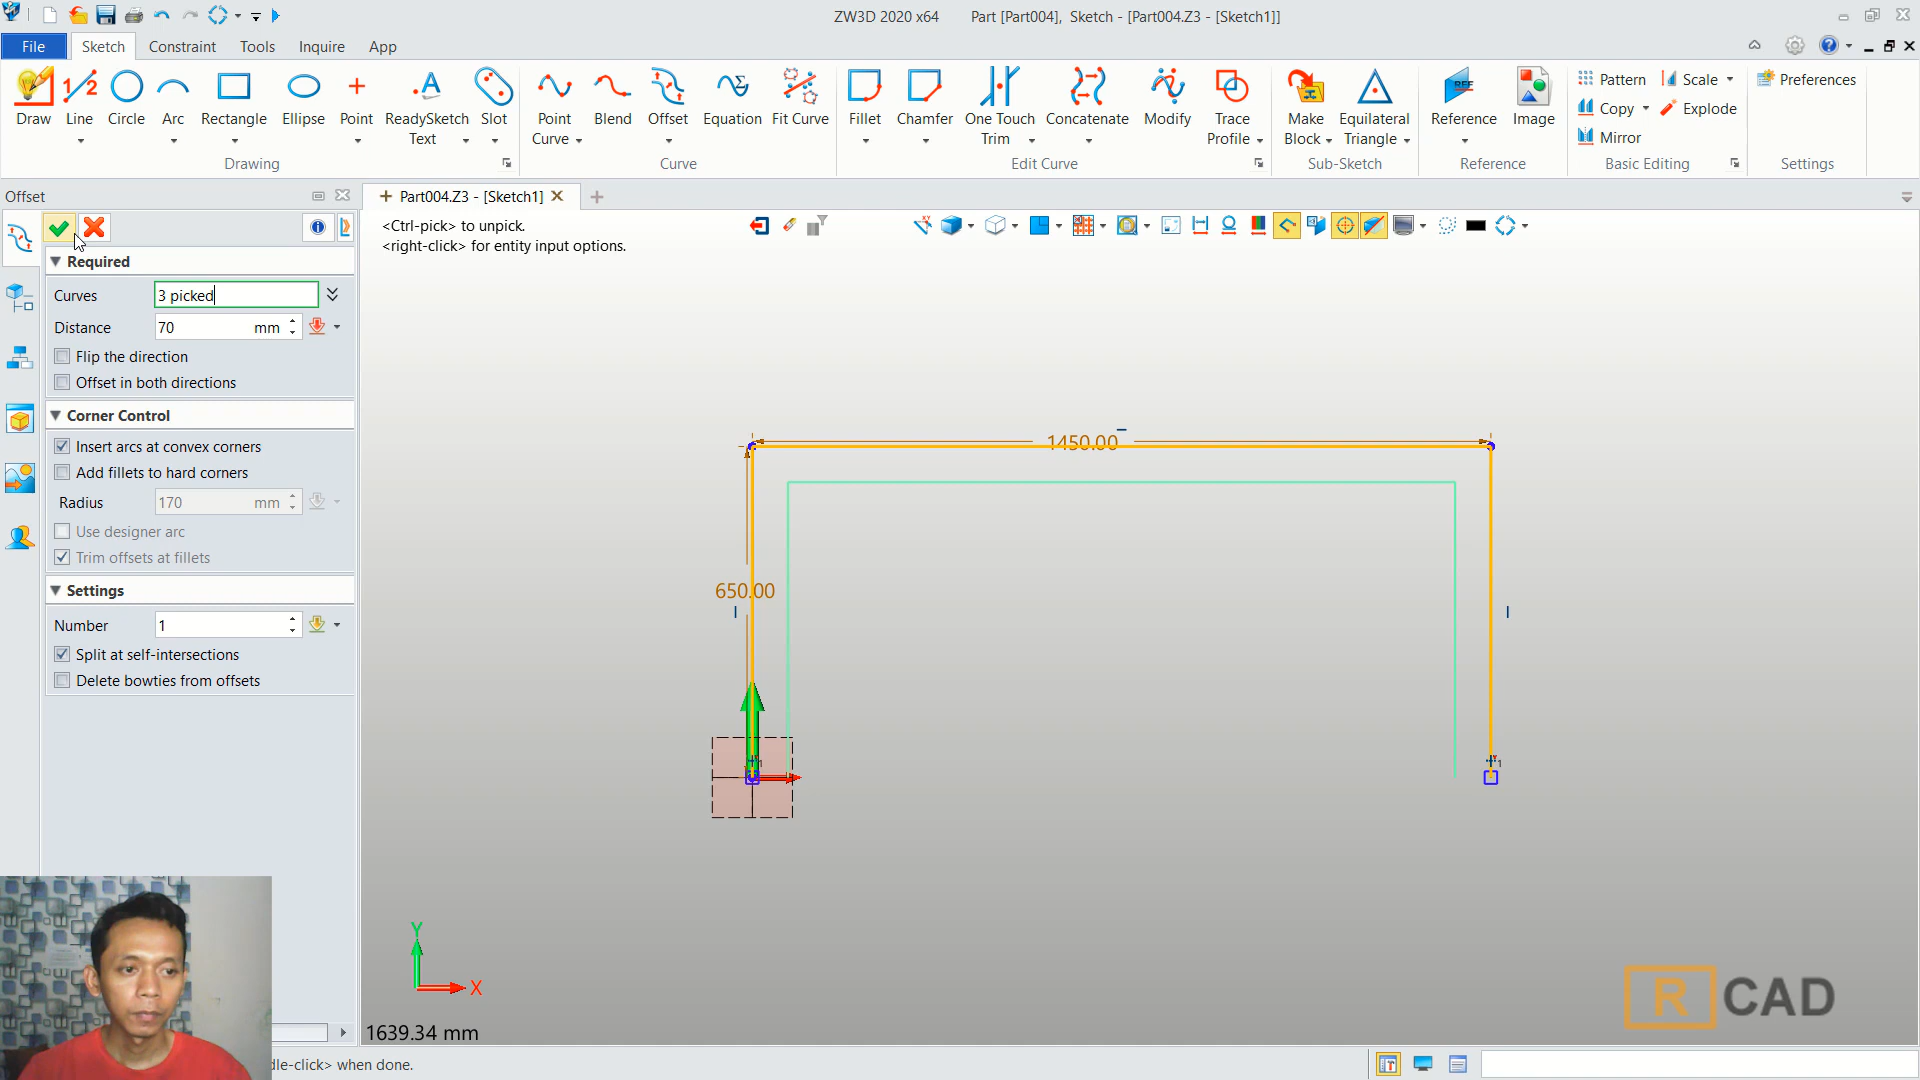 ZW3D 2020 x64    Part [Part004],  Sketch - [Part004.Z3 - [Sketch1]]
File  Sketch  Constraint  Tools  Inquire  App
Draw  Line  Circle  Arc  Rectangle  Ellipse  Point  ReadySketch Text  Slot
Drawing
Point Curve  Blend  Offset  Equation  Fit Curve
Curve
Fillet  Chamfer  One Touch Trim  Concatenate  Modify  Trace Profile
Edit Curve
Make Block  Equilateral Triangle
Sub-Sketch
REF
Reference  Image
Reference
Pattern  Scale
Copy  Explode
Mirror
Basic Editing
Preferences
Settings
Offset
Part004.Z3 - [Sketch1]
<Ctrl-pick> to unpick.
<right-click> for entity input options.
Required
Curves  3 picked
Distance  70  mm
Flip the direction
Offset in both directions
Corner Control
Insert arcs at convex corners
Add fillets to hard corners
Radius  170  mm
Use designer arc
Trim offsets at fillets
Settings
Number  1
Split at self-intersections
Delete bowties from offsets
1450.00
650.00
Y
X
1639.34 mm
R CAD
dle-click> when done.